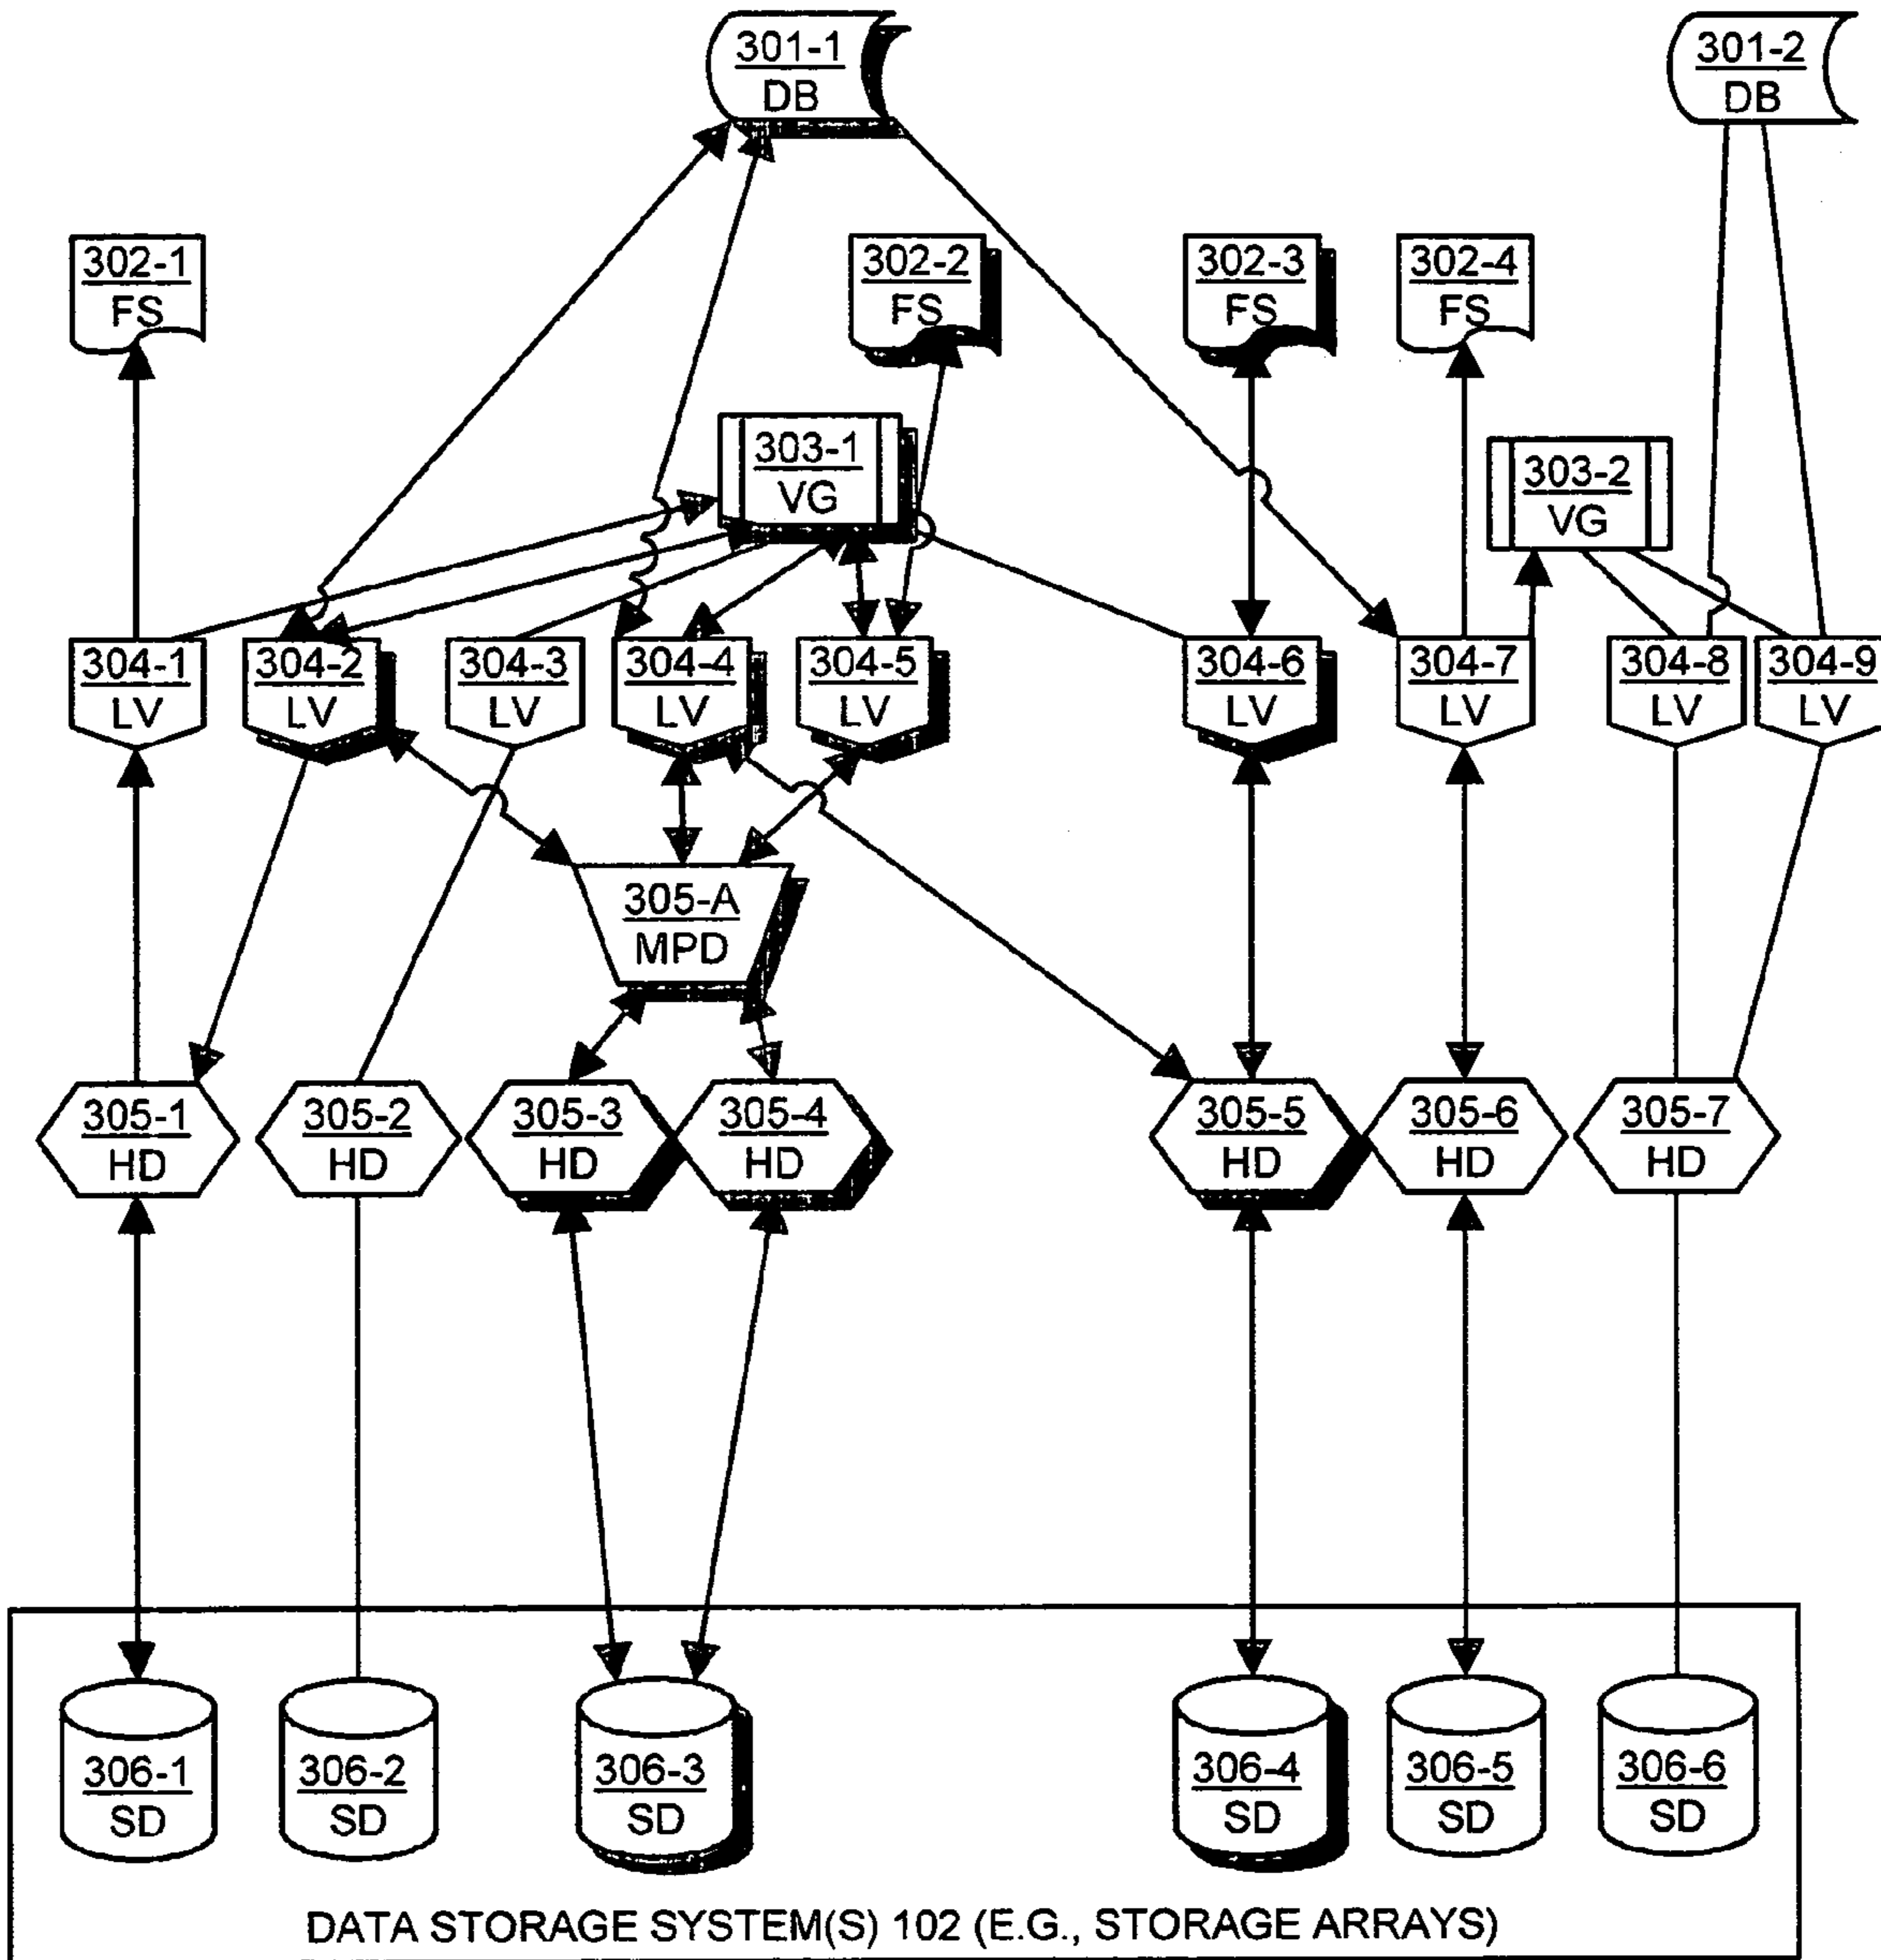 301-1
DB
301-2
DB
302-1
FS
302-2
FS
302-3
FS
302-4
FS
303-1
VG
303-2
VG
304-1
LV
304-2
LV
304-3
LV
304-4
LV
304-5
LV
304-6
LV
304-7
LV
304-8
LV
304-9
LV
305-A
MPD
305-1
HD
305-2
HD
305-3
HD
305-4
HD
305-5
HD
305-6
HD
305-7
HD
306-1
SD
306-2
SD
306-3
SD
306-4
SD
306-5
SD
306-6
SD
DATA STORAGE SYSTEM(S) 102 (E.G., STORAGE ARRAYS)